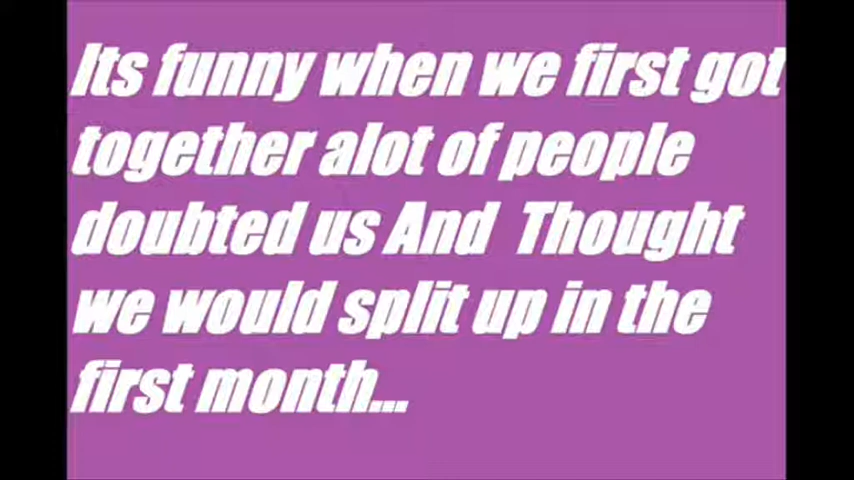 Its funny when we first got
together alot of people
doubted us And Thought
we would split up in the
first month...